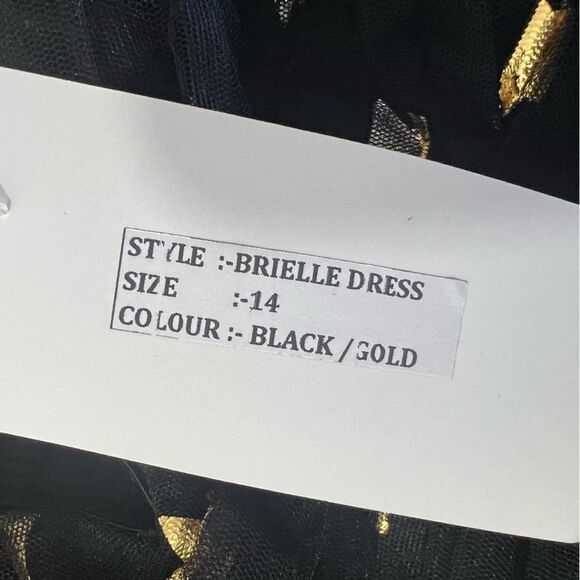 STYLE :-BRIELLE DRESS
SIZE :-14
COLOUR :- BLACK /GOLD